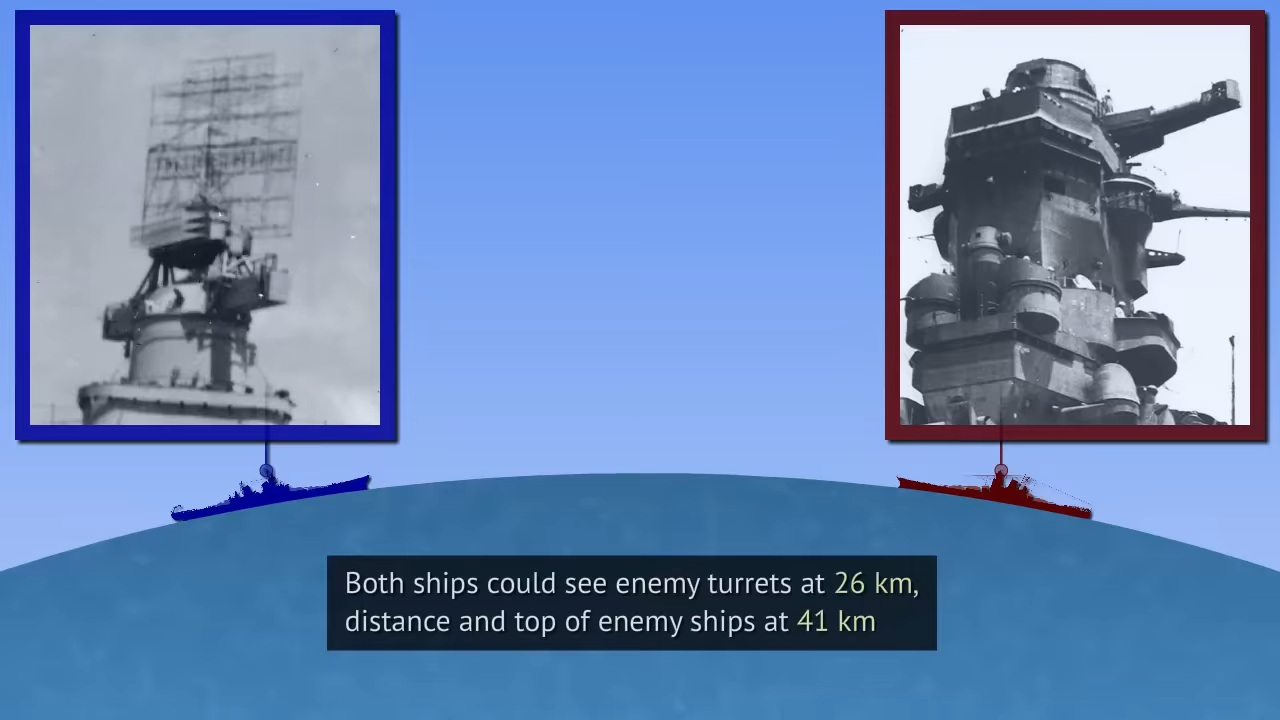 Both ships could see enemy turrets at 26 km,
distance and top of enemy ships at 41 km